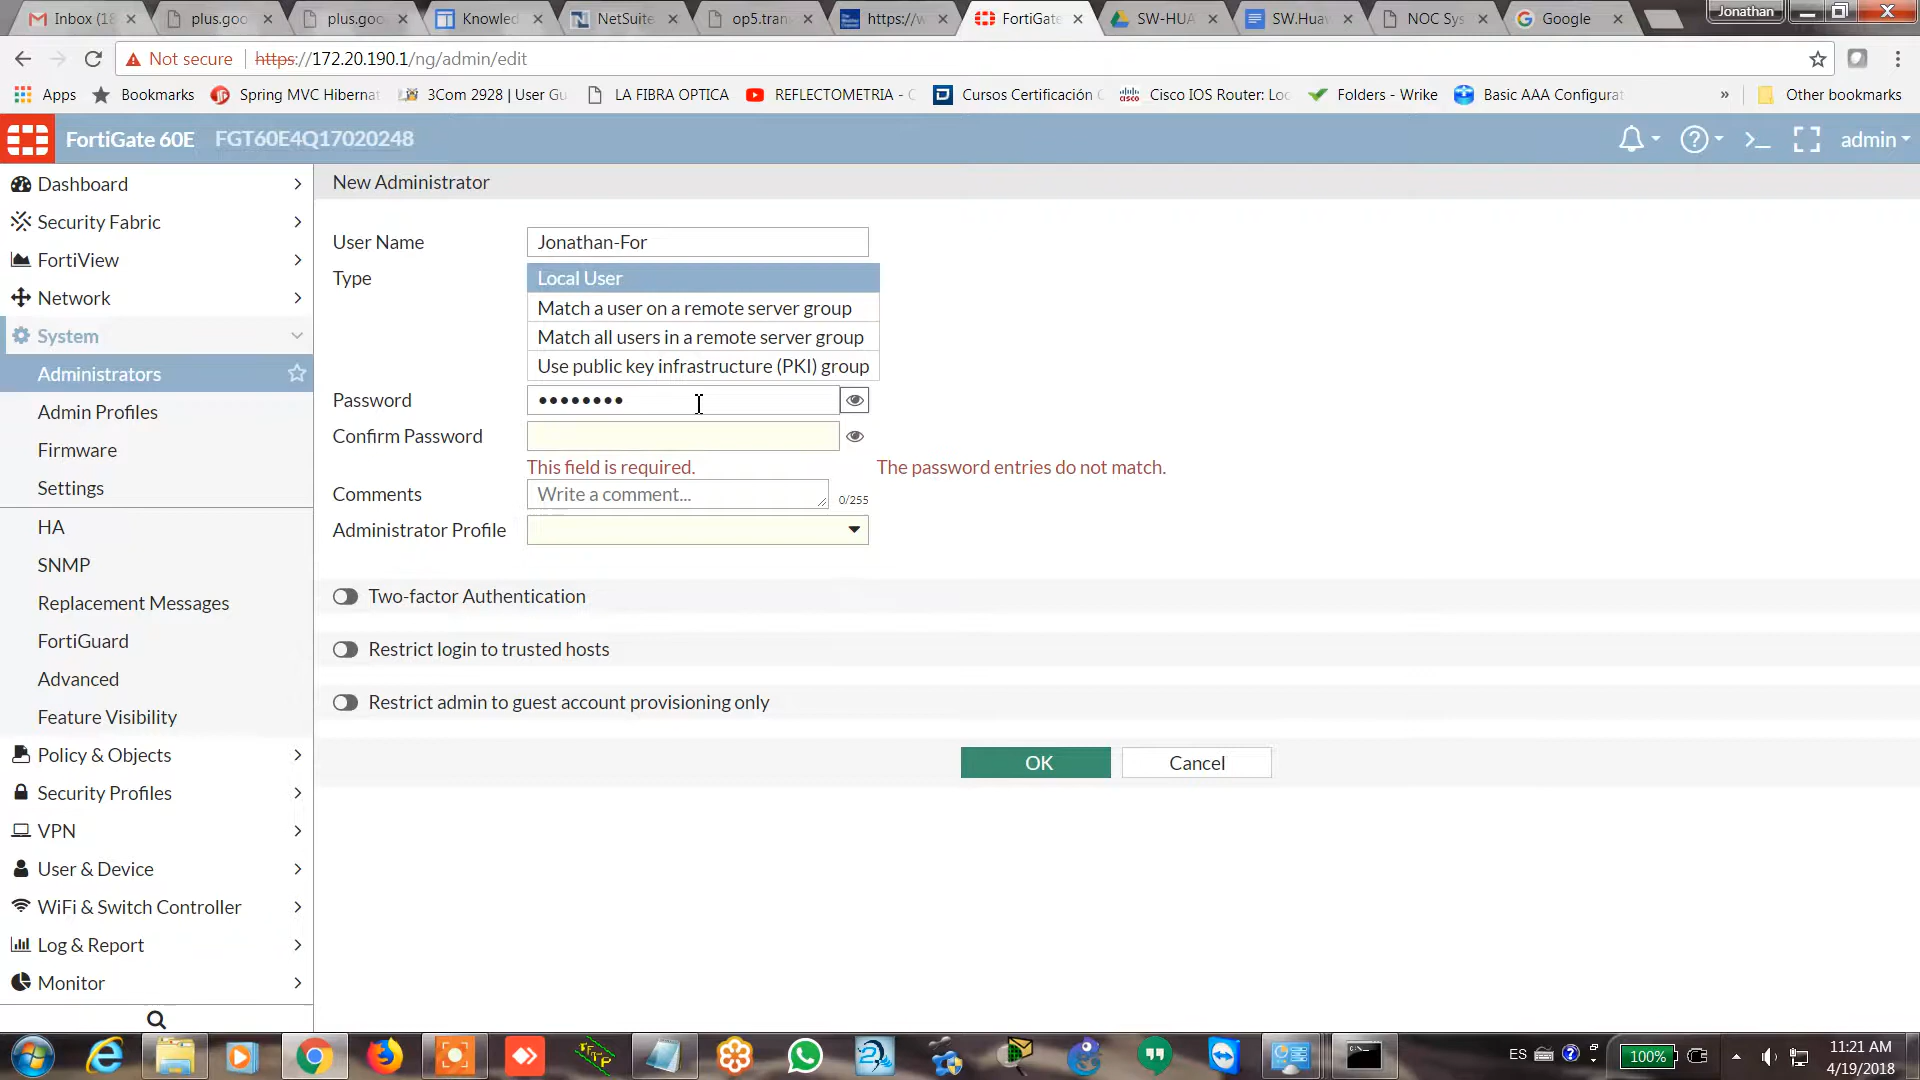 Inbox (18
plus.goo
plus.goo
Knowled
NetSuite
op5.tran
https://w
FortiGate
SW-HUA
SW.Huaw
NOC Sys
Google
Jonathan
Not secure
https://172.20.190.1/ng/admin/edit
Apps
Bookmarks
Spring MVC Hibernat
3Com 2928 | User Gu
LA FIBRA OPTICA
REFLECTOMETRIA - C
Cursos Certificación C
Cisco IOS Router: Loc
Folders - Wrike
Basic AAA Configurat
»
Other bookmarks
FortiGate 60E FGT60E4Q17020248
admin
Dashboard
Security Fabric
FortiView
Network
System
Administrators
Admin Profiles
Firmware
Settings
HA
SNMP
Replacement Messages
FortiGuard
Advanced
Feature Visibility
Policy & Objects
Security Profiles
VPN
User & Device
WiFi & Switch Controller
Log & Report
Monitor
New Administrator
User Name Jonathan-For
Type Local User
Match a user on a remote server group
Match all users in a remote server group
Use public key infrastructure (PKI) group
Password ••••••••
Confirm Password
This field is required. The password entries do not match.
Comments Write a comment... 0/255
Administrator Profile
Two-factor Authentication
Restrict login to trusted hosts
Restrict admin to guest account provisioning only
OK Cancel
ES
100%
11:21 AM
4/19/2018